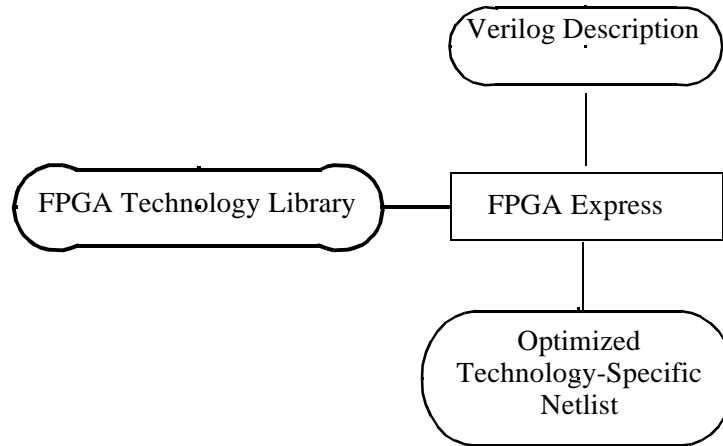 Verilog Description
FPGA Technology Library
FPGA Express
Optimized
Technology-Specific
Netlist